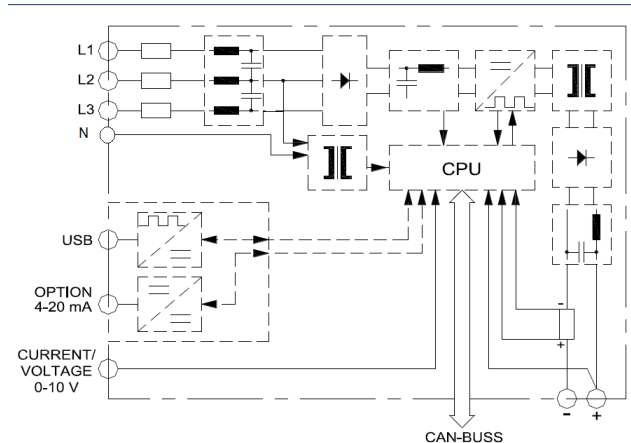 L1
L2
L3
N
CPU
USB
OPTION
4-20 mA
CURRENT/
VOLTAGE
0-10 V
-
+
- +
CAN-BUSS